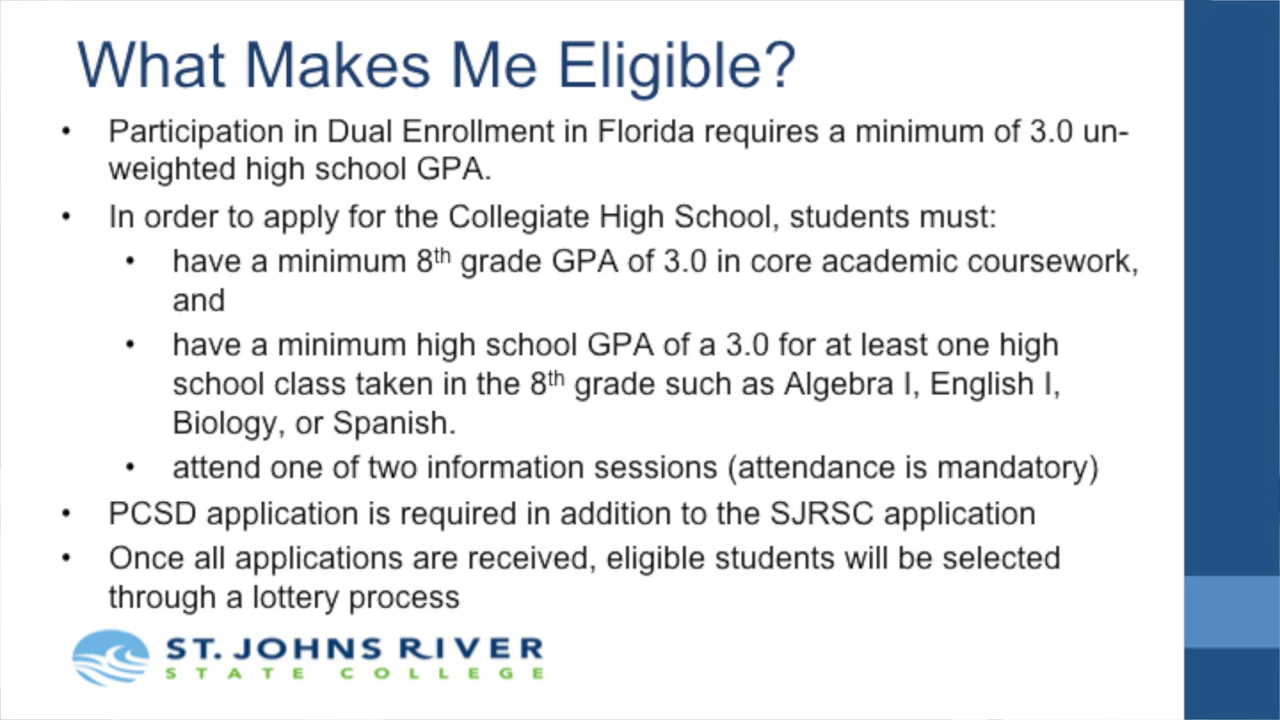 What Makes Me Eligible?
• Participation in Dual Enrollment in Florida requires a minimum of 3.0 un-
weighted high school GPA.
• In order to apply for the Collegiate High School, students must:
• have a minimum 8th grade GPA of 3.0 in core academic coursework,
and
• have a minimum high school GPA of a 3.0 for at least one high
school class taken in the 8th grade such as Algebra I, English I,
Biology, or Spanish.
• attend one of two information sessions (attendance is mandatory)
• PCSD application is required in addition to the SJRSC application
• Once all applications are received, eligible students will be selected
through a lottery process
ST. JOHNS RIVER
STATE COLLEGE